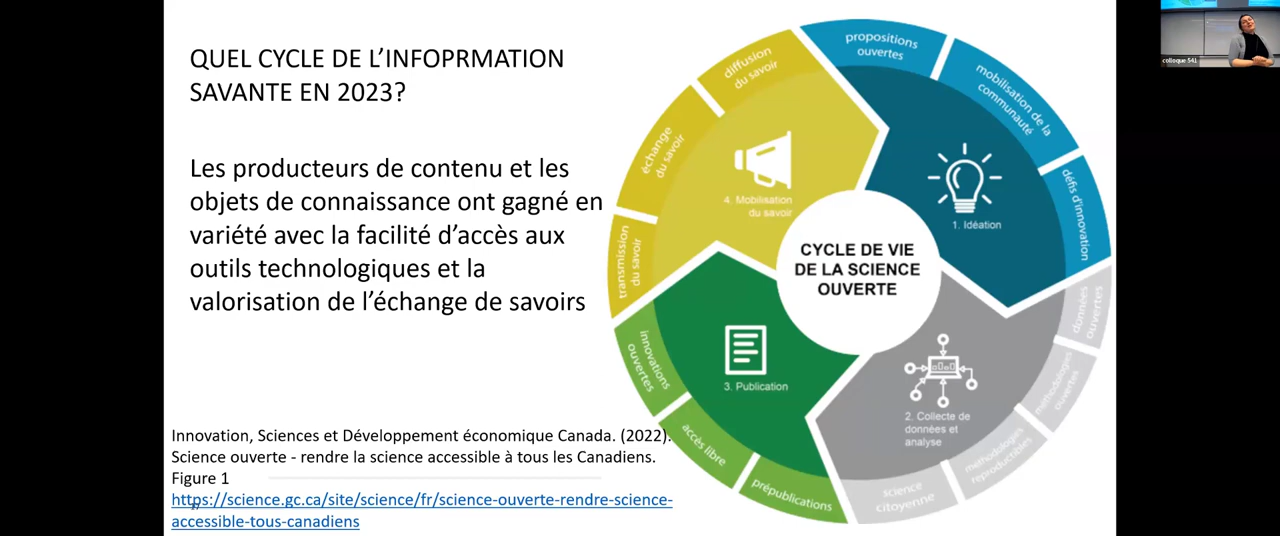 QUEL CYCLE DE L’INFOPRMATION
SAVANTE EN 2023?
Les producteurs de contenu et les
objets de connaissance ont gagné en
variété avec la facilité d’accès aux
outils technologiques et la
valorisation de l’échange de savoirs
Innovation, Sciences et Développement économique Canada. (2022).
Science ouverte - rendre la science accessible à tous les Canadiens.
Figure 1
https://science.gc.ca/site/science/fr/science-ouverte-rendre-science-
accessible-tous-canadiens
CYCLE DE VIE
DE LA SCIENCE
OUVERTE
1. Idéation
propositions
ouvertes
mobilisation de la
communauté
défis d'innovation
2. Collecte de
données et
analyse
données
ouvertes
méthodologies
ouvertes
méthodologies
reproductibles
science
citoyenne
3. Publication
prépublications
accès libre
innovations
ouvertes
4. Mobilisation
du savoir
transmission
du savoir
échange
du savoir
diffusion
du savoir
colloque 541